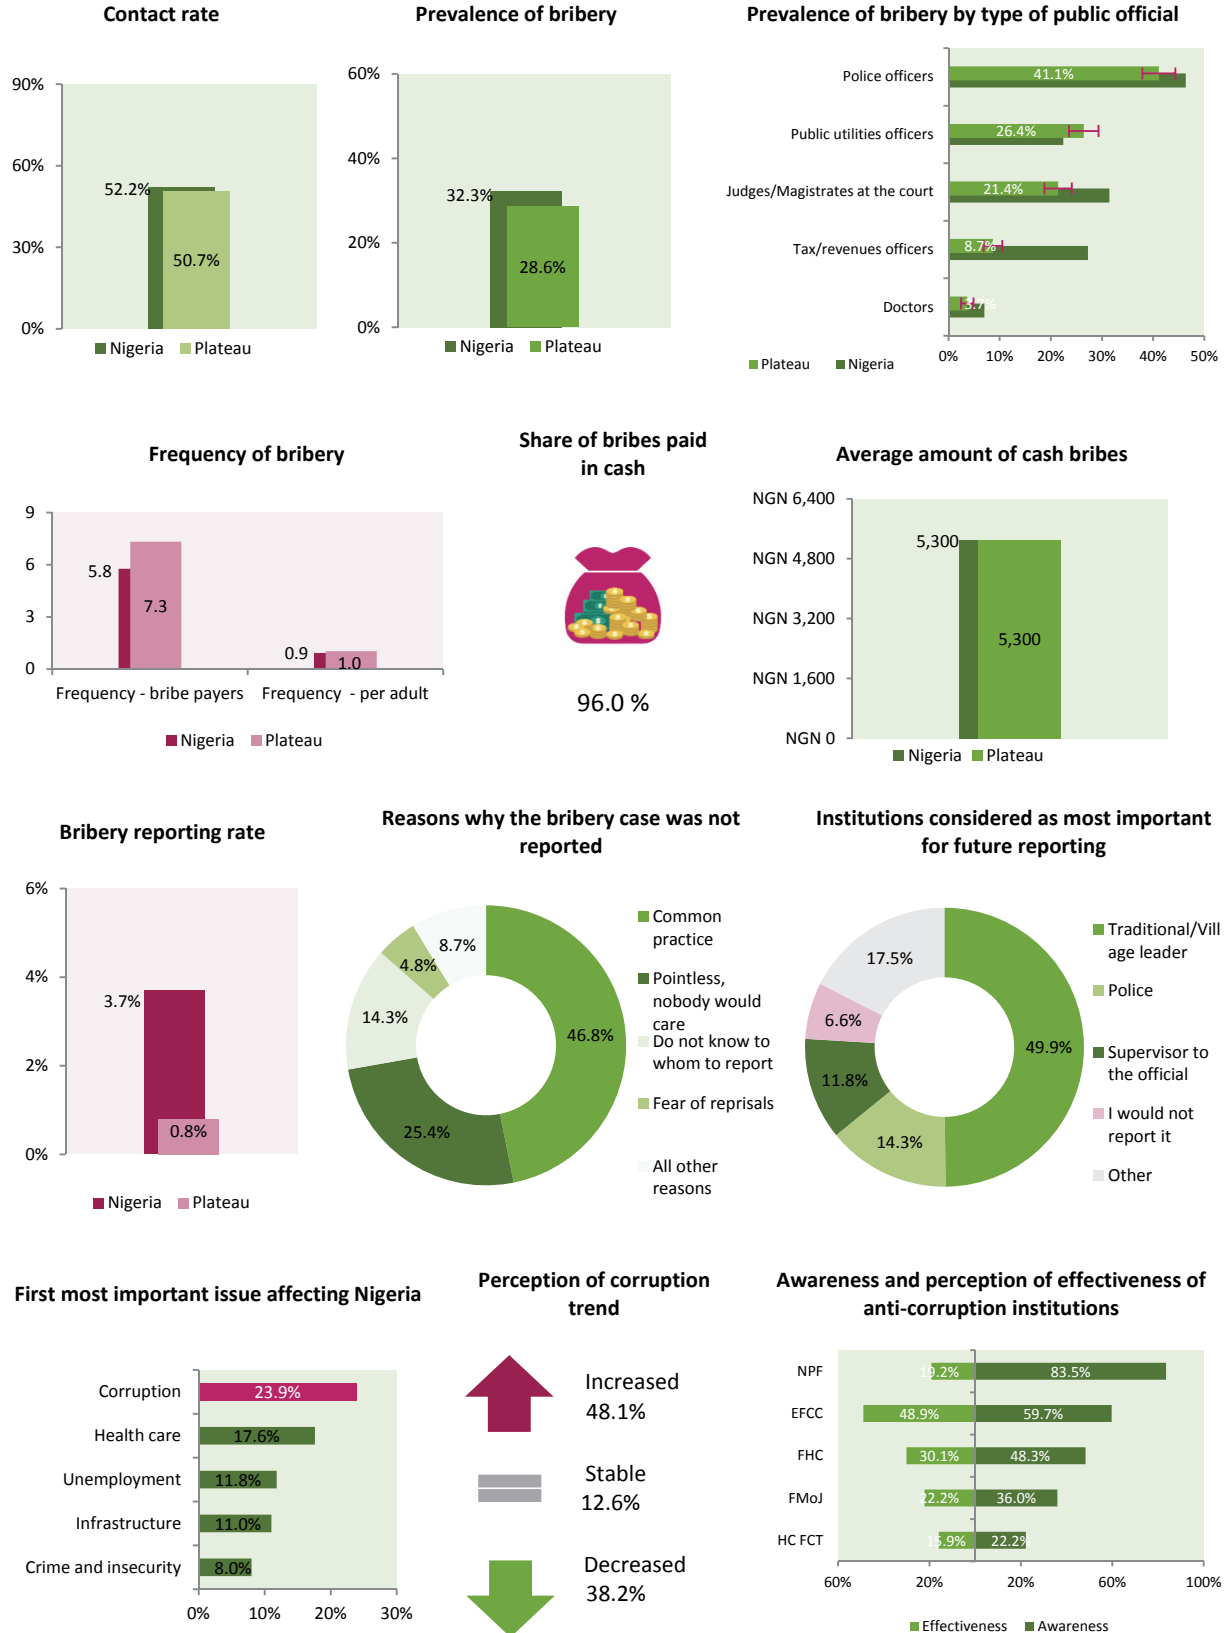 Contact rate
90%
60%
30%
0%
52.2%
50.7%
Nigeria Plateau
Prevalence of bribery
60%
40%
20%
0%
32.3%
28.6%
Nigeria Plateau
Prevalence of bribery by type of public official
Police officers
41.1%
Public utilities officers
26.4%
Judges/Magistrates at the court
21.4%
Tax/revenues officers
8.7%
Doctors
3.7%
0% 10% 20% 30% 40% 50%
Plateau Nigeria
Frequency of bribery
9
6
3
0
5.8
7.3
0.9
1.0
Frequency - bribe payers Frequency - per adult
Nigeria Plateau
Share of bribes paid
in cash
96.0 %
Average amount of cash bribes
NGN 6,400
NGN 4,800
NGN 3,200
NGN 1,600
NGN 0
5,300
5,300
Nigeria Plateau
Bribery reporting rate
6%
4%
2%
0%
3.7%
0.8%
Nigeria Plateau
Reasons why the bribery case was not
reported
8.7%
4.8%
14.3%
46.8%
25.4%
Common
practice
Pointless,
nobody would
care
Do not know to
whom to report
Fear of reprisals
All other
reasons
Institutions considered as most important
for future reporting
17.5%
6.6%
49.9%
11.8%
14.3%
Traditional/Vill
age leader
Police
Supervisor to
the official
I would not
report it
Other
First most important issue affecting Nigeria
Corruption
23.9%
Health care
17.6%
Unemployment
11.8%
Infrastructure
11.0%
Crime and insecurity
8.0%
0% 10% 20% 30%
Perception of corruption
trend
Increased
48.1%
Stable
12.6%
Decreased
38.2%
Awareness and perception of effectiveness of
anti-corruption institutions
NPF
19.2% 83.5%
EFCC
48.9% 59.7%
FHC
30.1% 48.3%
FMoJ
22.2% 36.0%
HC FCT
15.9% 22.2%
60% 20% 20% 60% 100%
Effectiveness Awareness